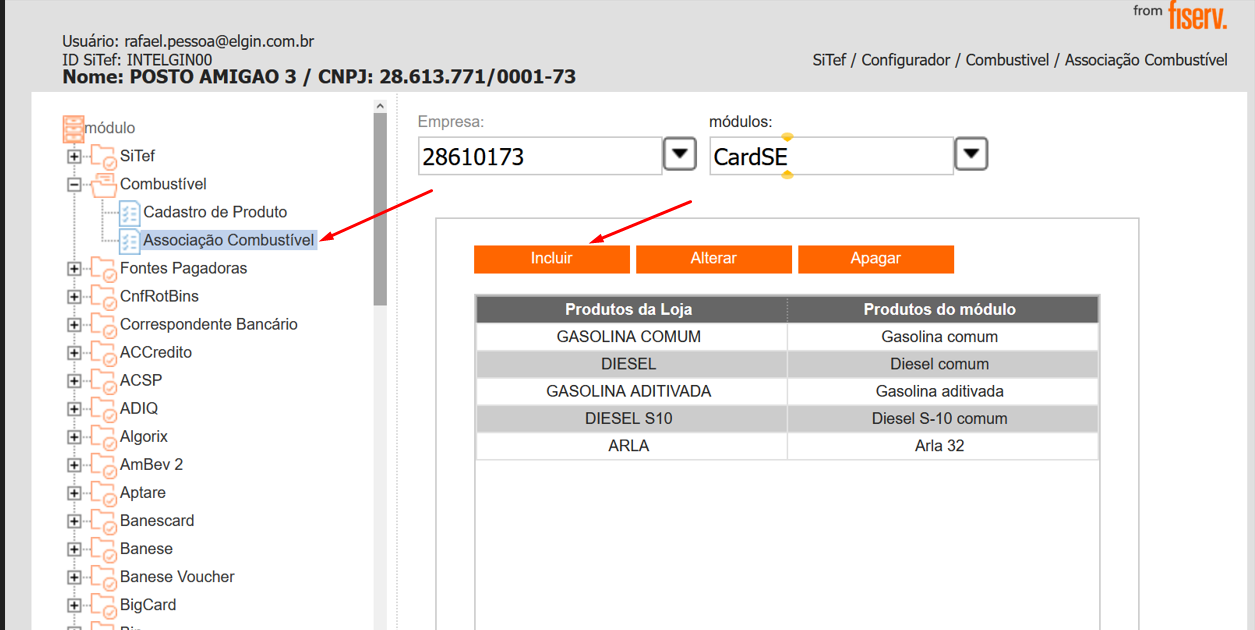 from fiserv.
Usuário: rafael.pessoa@elgin.com.br
ID SiTef: INTELGIN00
Nome: POSTO AMIGAO 3 / CNPJ: 28.613.771/0001-73
SiTef / Configurador / Combustivel / Associação Combustível
módulo
SiTef
Combustível
Cadastro de Produto
Associação Combustível
Fontes Pagadoras
CnfRotBins
Correspondente Bancário
ACCredito
ACSP
ADIQ
Algorix
AmBev 2
Aptare
Banescard
Banese
Banese Voucher
BigCard
Empresa:
28610173
módulos:
CardSE
Incluir Alterar Apagar
Produtos da Loja Produtos do módulo
GASOLINA COMUM Gasolina comum
DIESEL Diesel comum
GASOLINA ADITIVADA Gasolina aditivada
DIESEL S10 Diesel S-10 comum
ARLA Arla 32